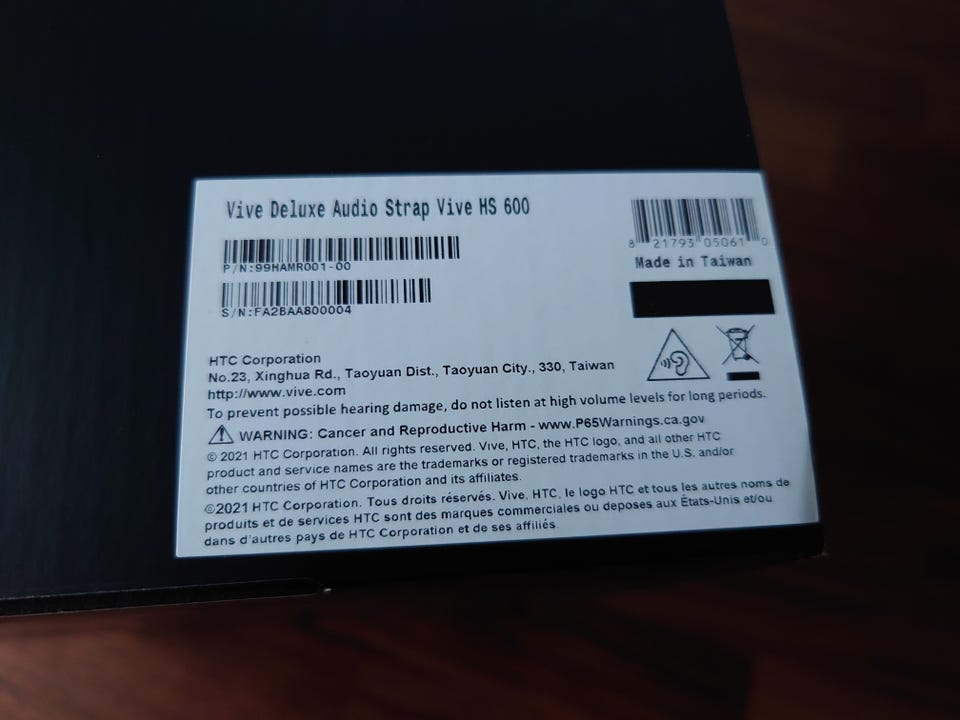 Vive Deluxe Audio Strap Vive HS 600
P/N:99HAMR001-00
S/N:FA2BAA800004
8 21793 05061 0
Made in Taiwan
HTC Corporation
No.23, Xinghua Rd., Taoyuan Dist., Taoyuan City., 330, Taiwan
http://www.vive.com
To prevent possible hearing damage, do not listen at high volume levels for long periods.
WARNING: Cancer and Reproductive Harm - www.P65Warnings.ca.gov
© 2021 HTC Corporation. All rights reserved. Vive, HTC, the HTC logo, and all other HTC
product and service names are the trademarks or registered trademarks in the U.S. and/or
other countries of HTC Corporation and its affiliates.
©2021 HTC Corporation. Tous droits réservés. Vive, HTC, le logo HTC et tous les autres noms de
produits et de services HTC sont des marques commerciales ou deposes aux États-Unis et/ou
dans d'autres pays de HTC Corporation et de ses affiliés.